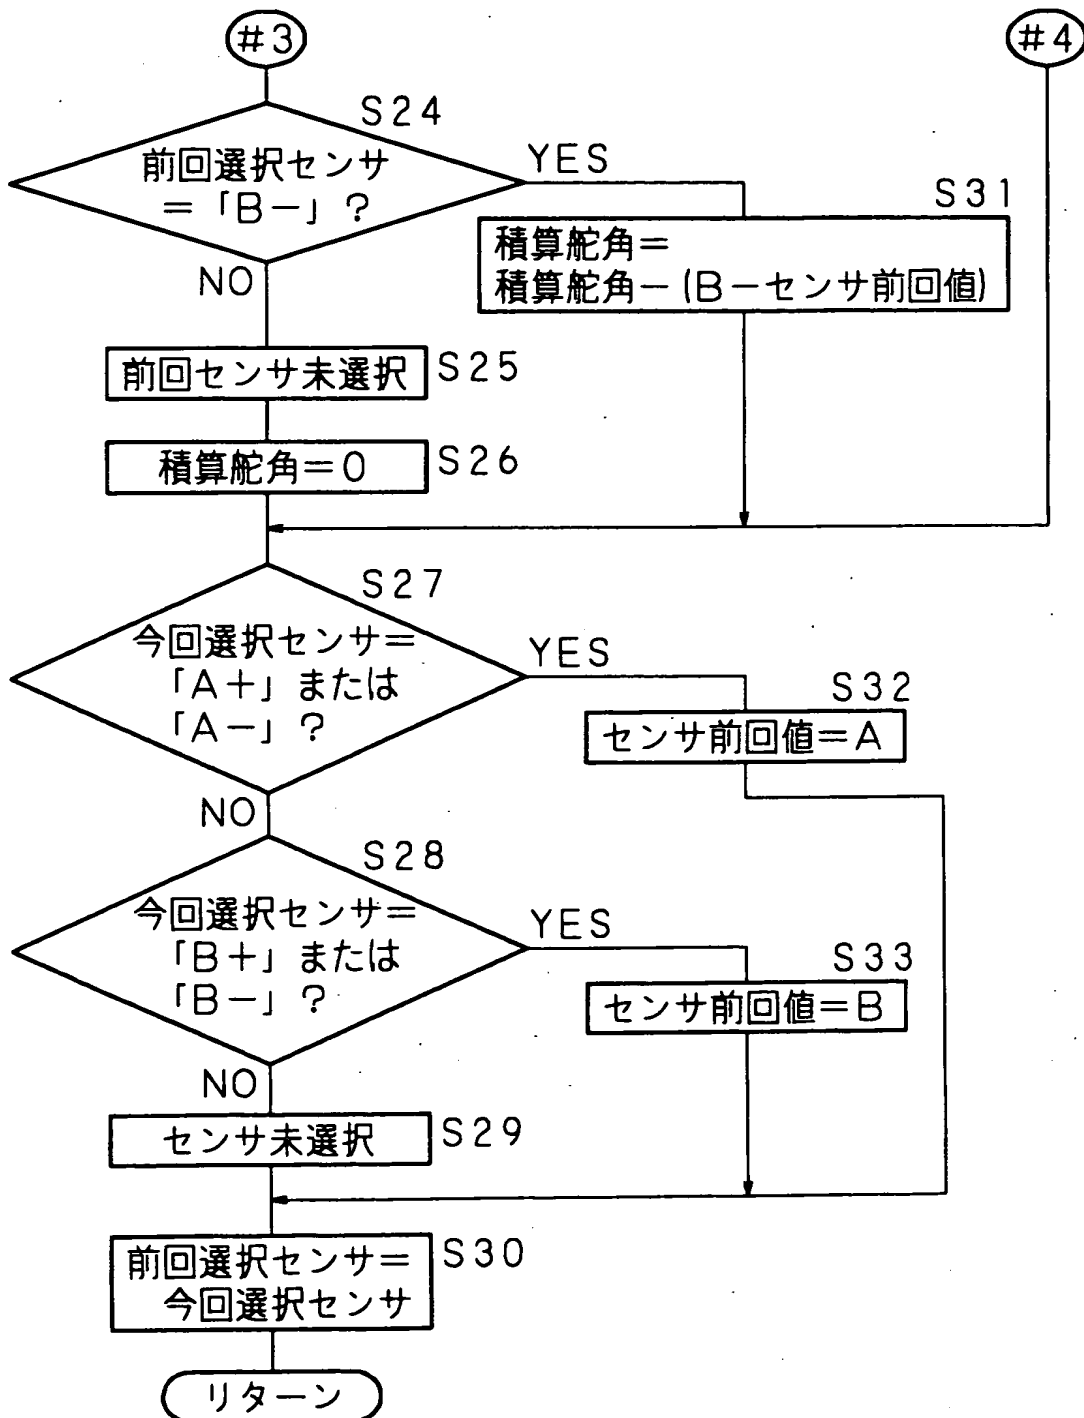 #3
#4
S24
前回選択センサ
=「B-」?
YES
NO
S31
積算舵角=
積算舵角-(B-センサ前回値)
前回センサ未選択
S25
積算舵角=0
S26
S27
今回選択センサ=
「A+」または
「A-」?
YES
NO
S32
センサ前回値=A
S28
今回選択センサ=
「B+」または
「B-」?
YES
NO
S33
センサ前回値=B
センサ未選択
S29
前回選択センサ=
今回選択センサ
S30
リターン